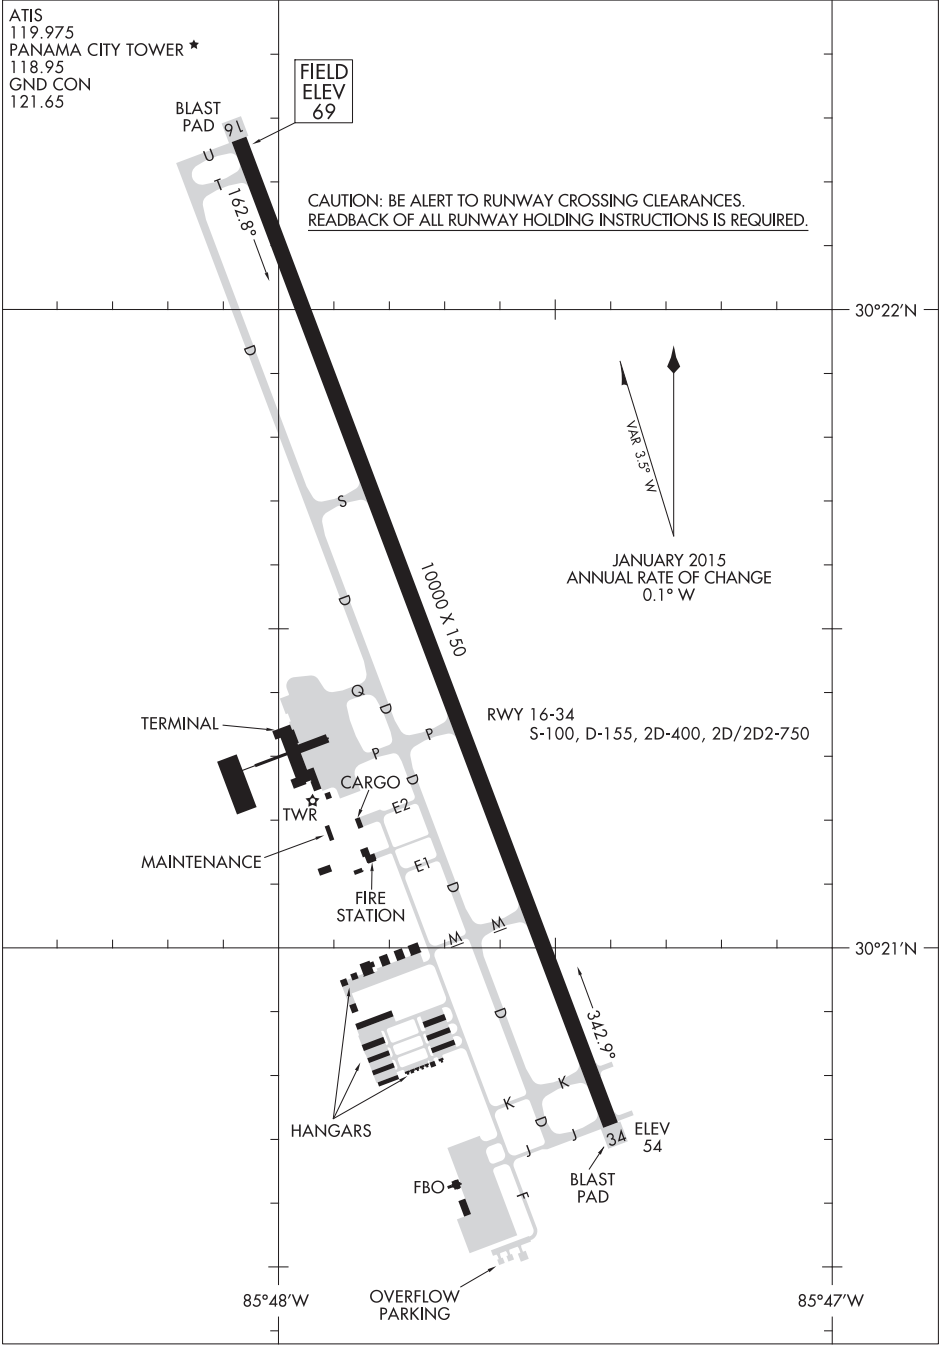 ATIS
119.975
PANAMA CITY TOWER
118.95
GND CON
121.65
FIELD
ELEV
69
BLAST
PAD
16
U
T
162.8°
CAUTION: BE ALERT TO RUNWAY CROSSING CLEARANCES.
READBACK OF ALL RUNWAY HOLDING INSTRUCTIONS IS REQUIRED.
30°22'N
D
VAR 3.5° W
S
JANUARY 2015
ANNUAL RATE OF CHANGE
0.1° W
10000 X 150
D
Q
D
RWY 16-34
S-100, D-155, 2D-400, 2D/2D2-750
TERMINAL
P
P
D
CARGO
E2
TWR
MAINTENANCE
E1
D
FIRE
STATION
M
M
30°21'N
D
342.9°
K
K
D
J
J
HANGARS
34
ELEV
54
BLAST
PAD
FBO
F
OVERFLOW
PARKING
85°48'W
85°47'W